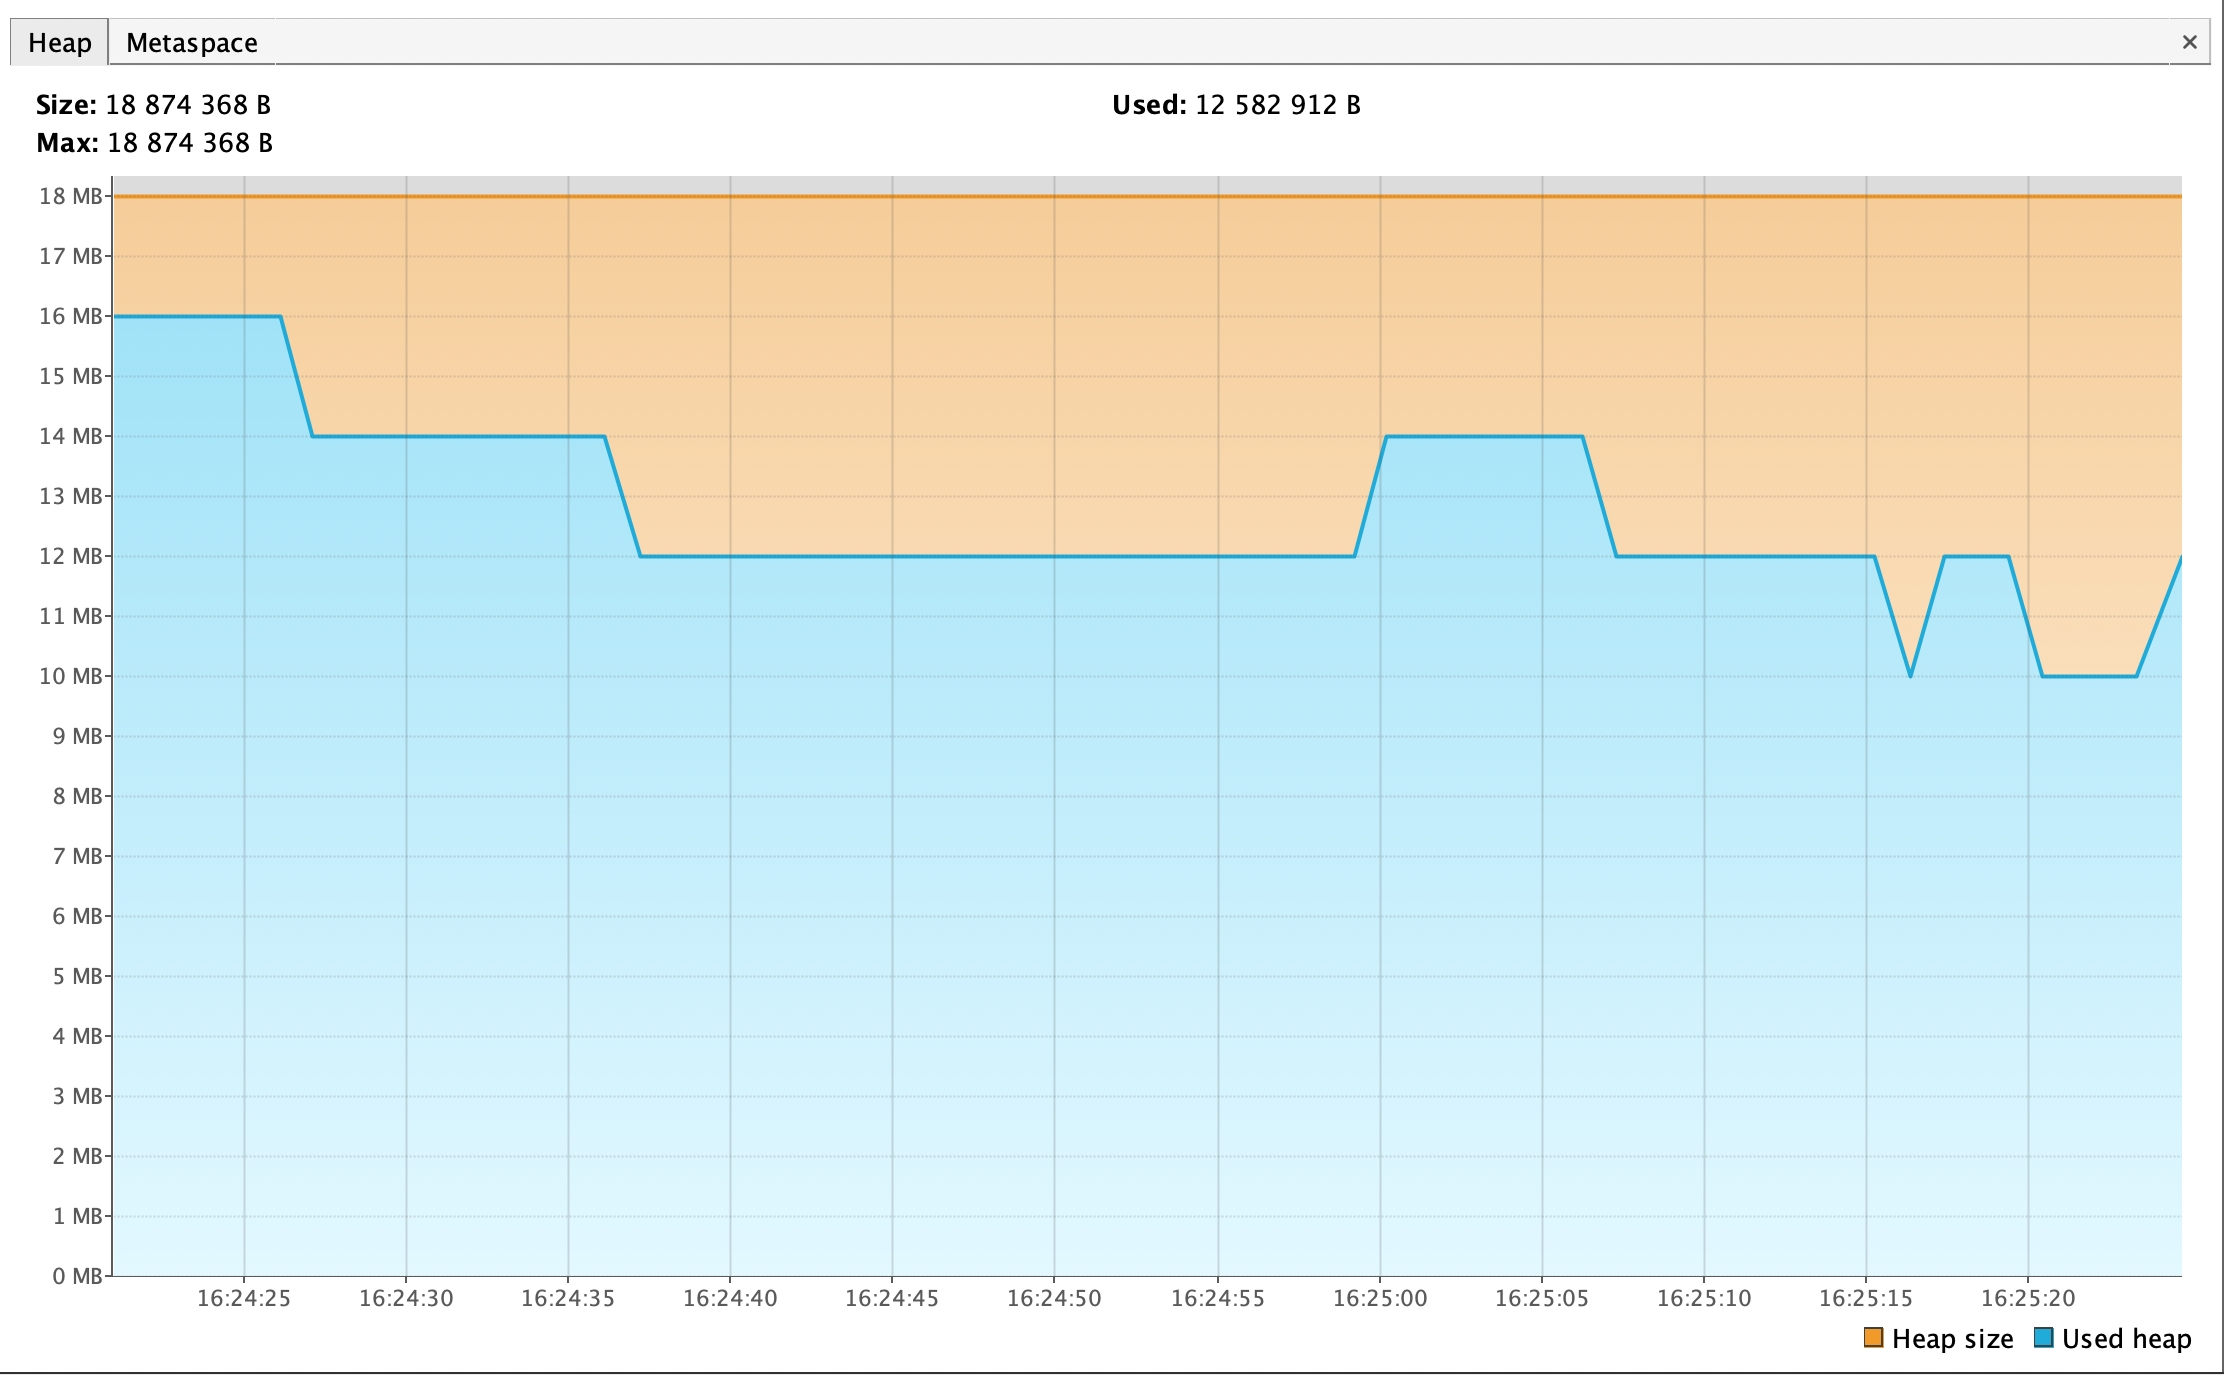 Heap Metaspace ×
Size: 18 874 368 B Used: 12 582 912 B
Max: 18 874 368 B
18 MB
17 MB
16 MB
15 MB
14 MB
13 MB
12 MB
11 MB
10 MB
9 MB
8 MB
7 MB
6 MB
5 MB
4 MB
3 MB
2 MB
1 MB
0 MB
16:24:25 16:24:30 16:24:35 16:24:40 16:24:45 16:24:50 16:24:55 16:25:00 16:25:05 16:25:10 16:25:15 16:25:20
Heap size Used heap